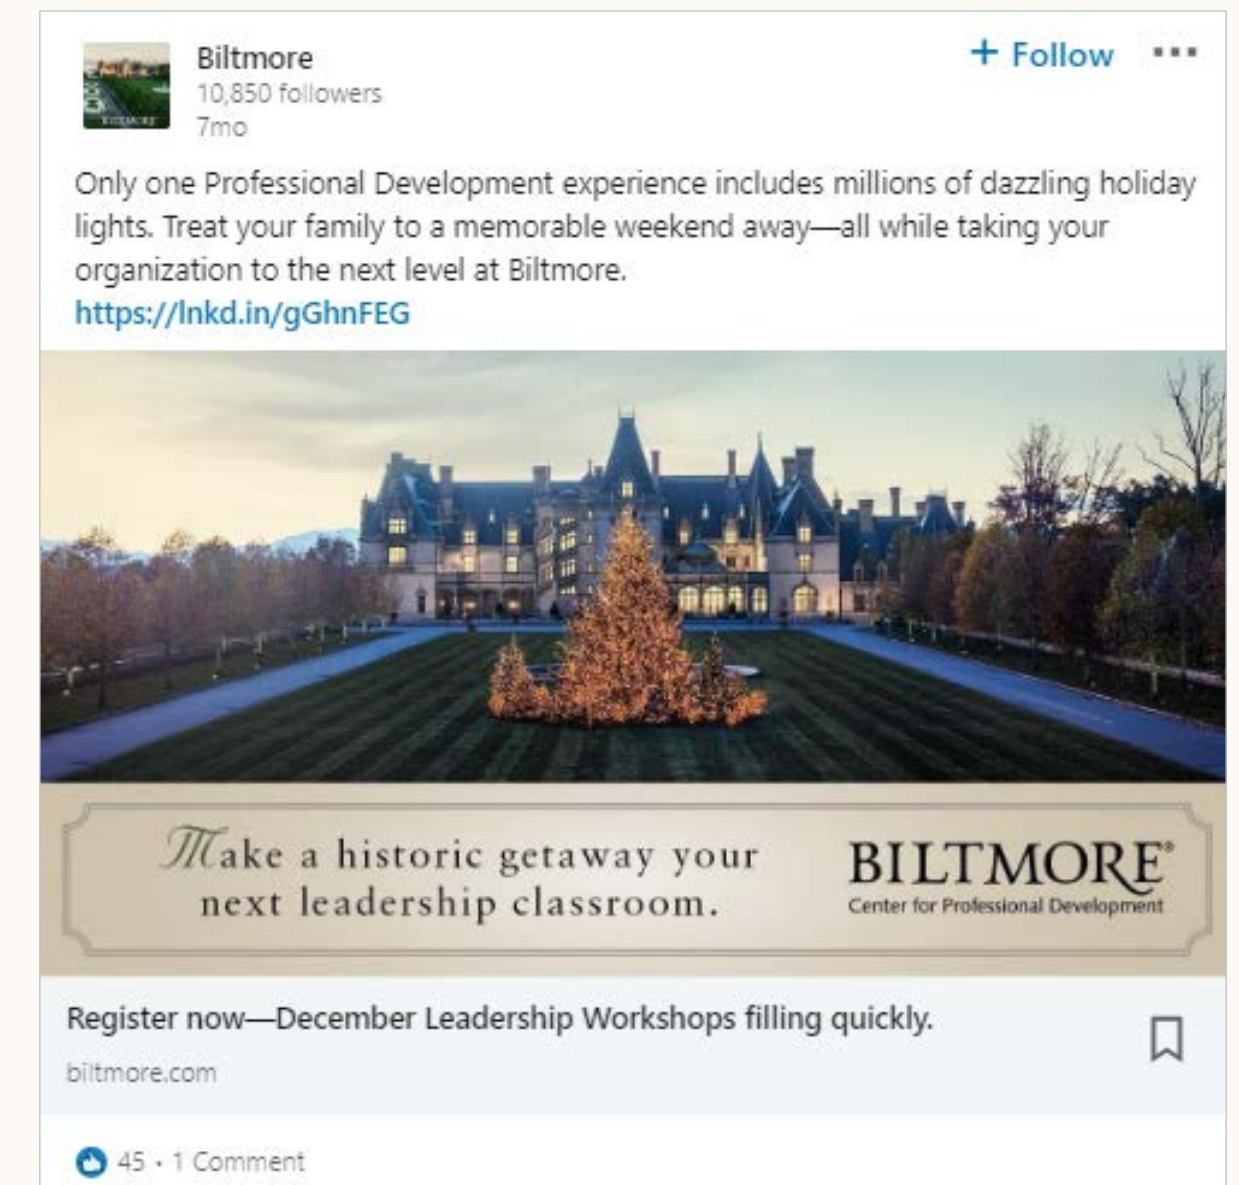 Biltmore
+ Follow
10,850 followers
7mo
Only one Professional Development experience includes millions of dazzling holiday
lights. Treat your family to a memorable weekend away—all while taking your
organization to the next level at Biltmore.
https://lnkd.in/gGhnFEG
Make a historic getaway your
next leadership classroom.
BILTMORE®
Center for Professional Development
Register now—December Leadership Workshops filling quickly.
biltmore.com
45 • 1 Comment
BILTMORE